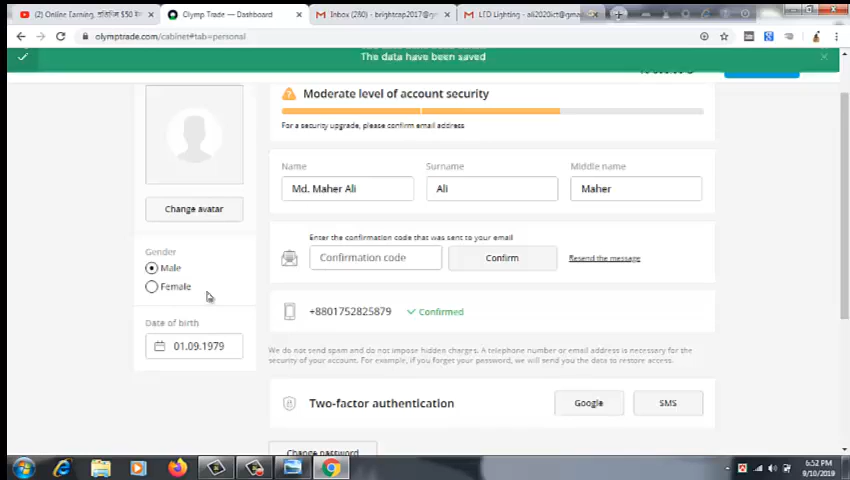 (2) Online Earning,
$50
Olymp Trade — Dashboard
Inbox (280) - brightrap2017@
LTD Lighting - ali2020ict@gma
olymptrade.com/cabinet#tab=personal
The data have been saved
Moderate level of account security
For a security upgrade, please confirm email address
Name
Surname
Middle name
Md. Maher Ali
Ali
Maher
Change avatar
Enter the confirmation code that was sent to your email
Confirmation code
Confirm
Resend the message
Gender
Male
Female
+8801752825879
Confirmed
Date of birth
01.09.1979
We do not send spam and do not impose hidden charges. A telephone number or email address is necessary for the
security of your account. For example, if you forget your password, we will send you the data to restore access.
Two-factor authentication
Google
SMS
Change password
6:52 PM
9/10/2019